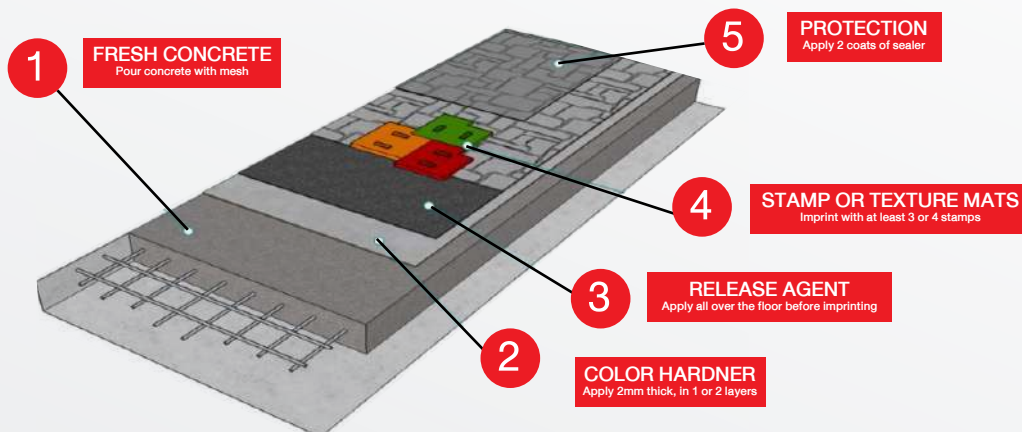 1
FRESH CONCRETE
Pour concrete with mesh
2
COLOR HARDNER
Apply 2mm thick, in 1 or 2 layers
3
RELEASE AGENT
Apply all over the floor before imprinting
4
STAMP OR TEXTURE MATS
Imprint with at least 3 or 4 stamps
5
PROTECTION
Apply 2 coats of sealer